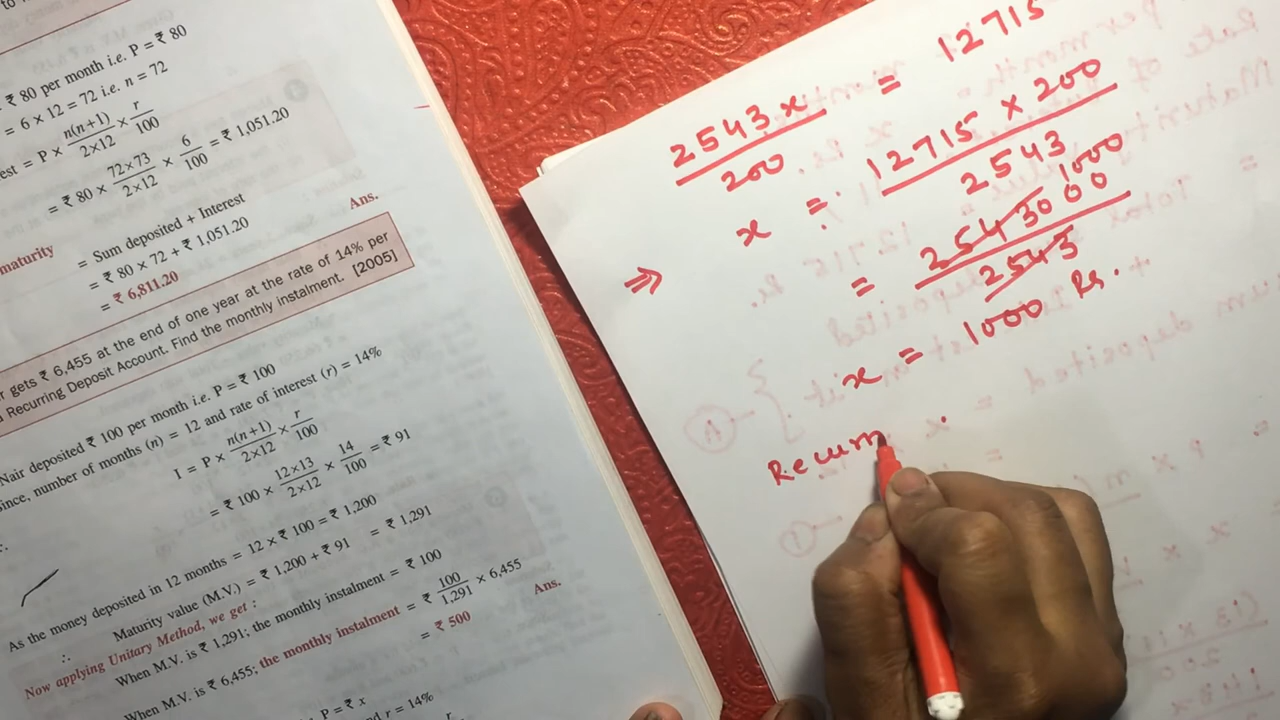 ₹ 80 per month i.e. P = ₹ 80
= 6 × 12 = 72 i.e. n = 72
= P × n(n+1)/2×12 × r/100
= ₹ 80 × 72×73/2×12 × 6/100 = ₹ 1,051.20
= Sum deposited + Interest
= ₹ 80 × 72 + ₹ 1,051.20
= ₹ 6,811.20 Ans.
gets ₹ 6,455 at the end of one year at the rate of 14% per
Recurring Deposit Account. Find the monthly instalment. [2005]
Nair deposited ₹ 100 per month i.e. P = ₹ 100
number of months (n) = 12 and rate of interest (r) = 14%
I = P × n(n+1)/2×12 × r/100
= ₹ 100 × 12×13/2×12 × 14/100 = ₹ 91
As the money deposited in 12 months = 12 × ₹ 100 = ₹ 1,200
∴ Maturity value (M.V.) = ₹ 1,200 + ₹ 91 = ₹ 1,291
Now applying Unitary Method, we get :
When M.V. is ₹ 1,291; the monthly instalment = ₹ 100
When M.V. is ₹ 6,455; the monthly instalment = ₹ 100/1,291 × 6,455
= ₹ 500 Ans.
P = ₹ x
r = 14%
2543x/200 = 12715
⇒ x = 12715 × 200/2543
= 2543000/2543 1000
x = 1000 Rs.